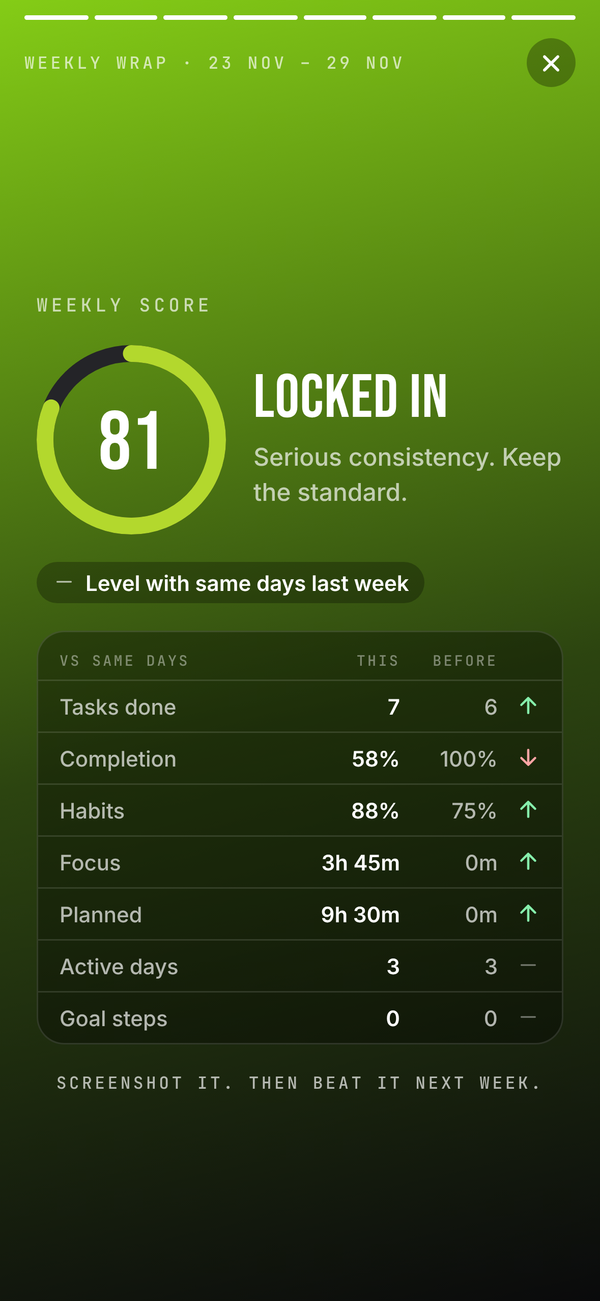 WEEKLY WRAP · 23 NOV – 29 NOV
WEEKLY SCORE
81
LOCKED IN
Serious consistency. Keep
the standard.
— Level with same days last week
VS SAME DAYS THIS BEFORE
Tasks done 7 6 ↑
Completion 58% 100% ↓
Habits 88% 75% ↑
Focus 3h 45m 0m ↑
Planned 9h 30m 0m ↑
Active days 3 3 —
Goal steps 0 0 —
SCREENSHOT IT. THEN BEAT IT NEXT WEEK.